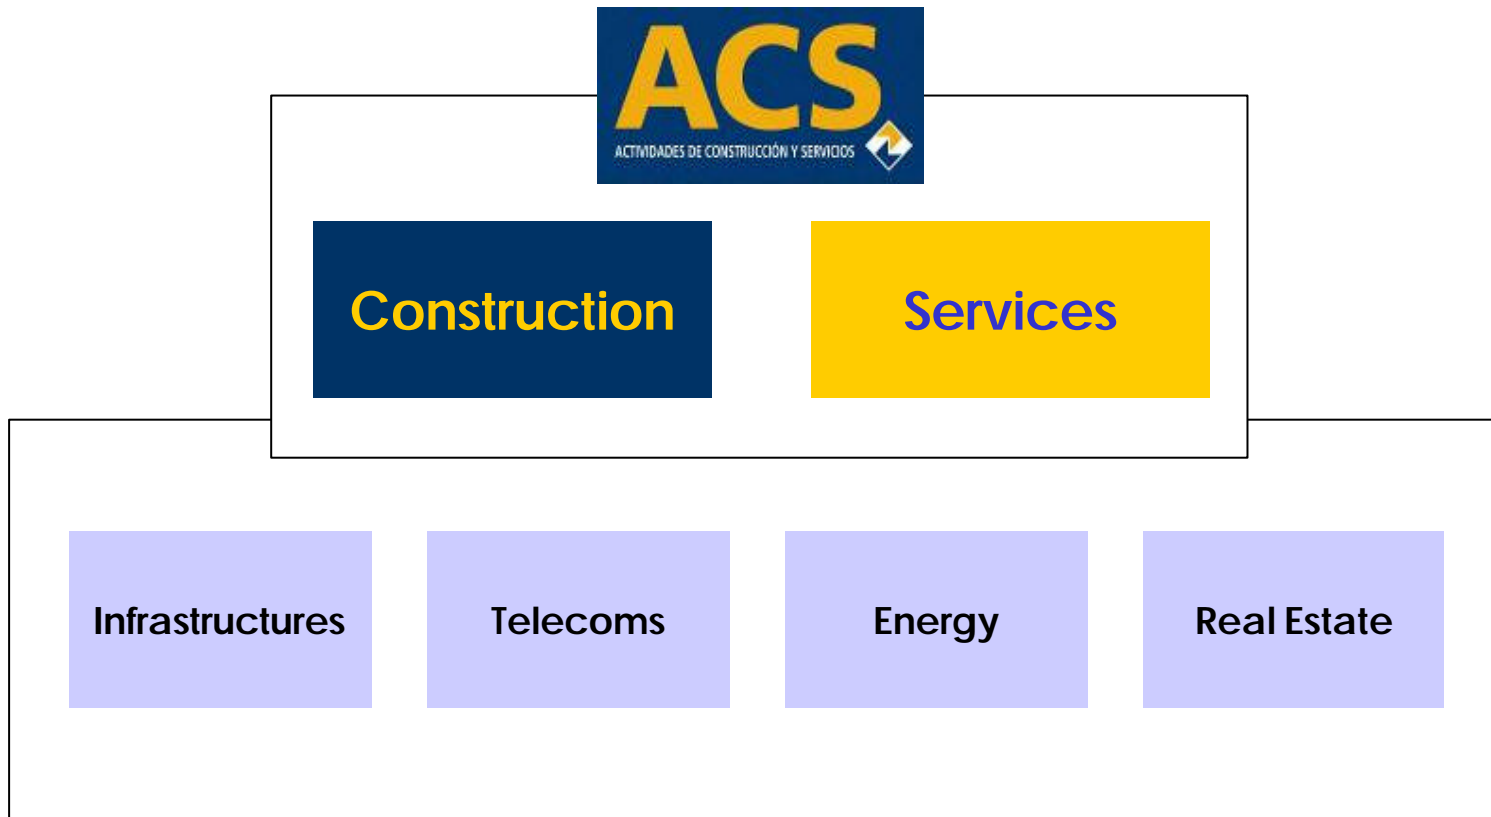 ACS
ACTIVIDADES DE CONSTRUCCIÓN Y SERVICIOS
Construction
Services
Infrastructures
Telecoms
Energy
Real Estate